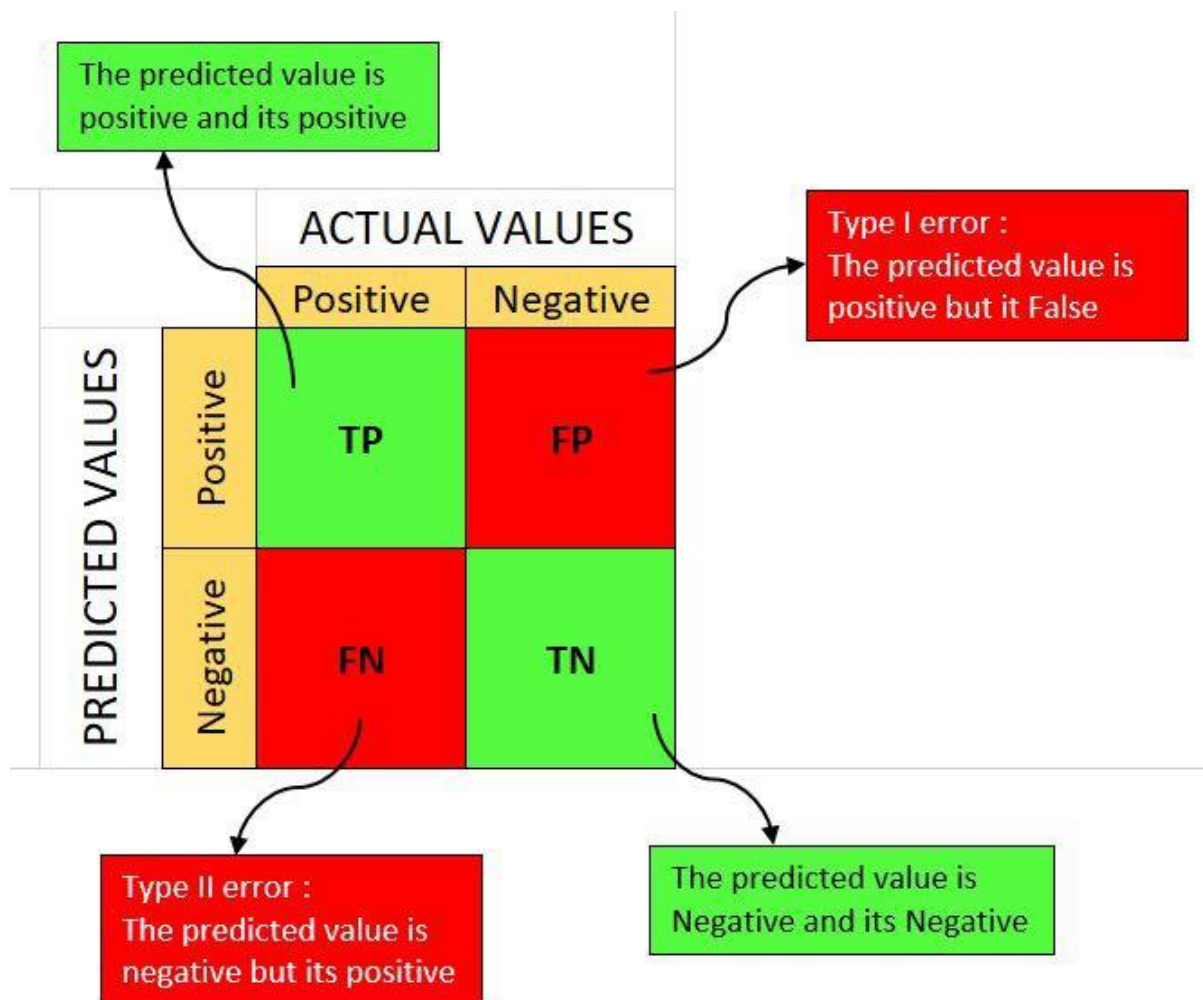 The predicted value is
positive and its positive
ACTUAL VALUES
Type I error :
The predicted value is
positive but it False
Positive
Negative
PREDICTED VALUES
Positive
TP
FP
Negative
FN
TN
Type II error :
The predicted value is
negative but its positive
The predicted value is
Negative and its Negative